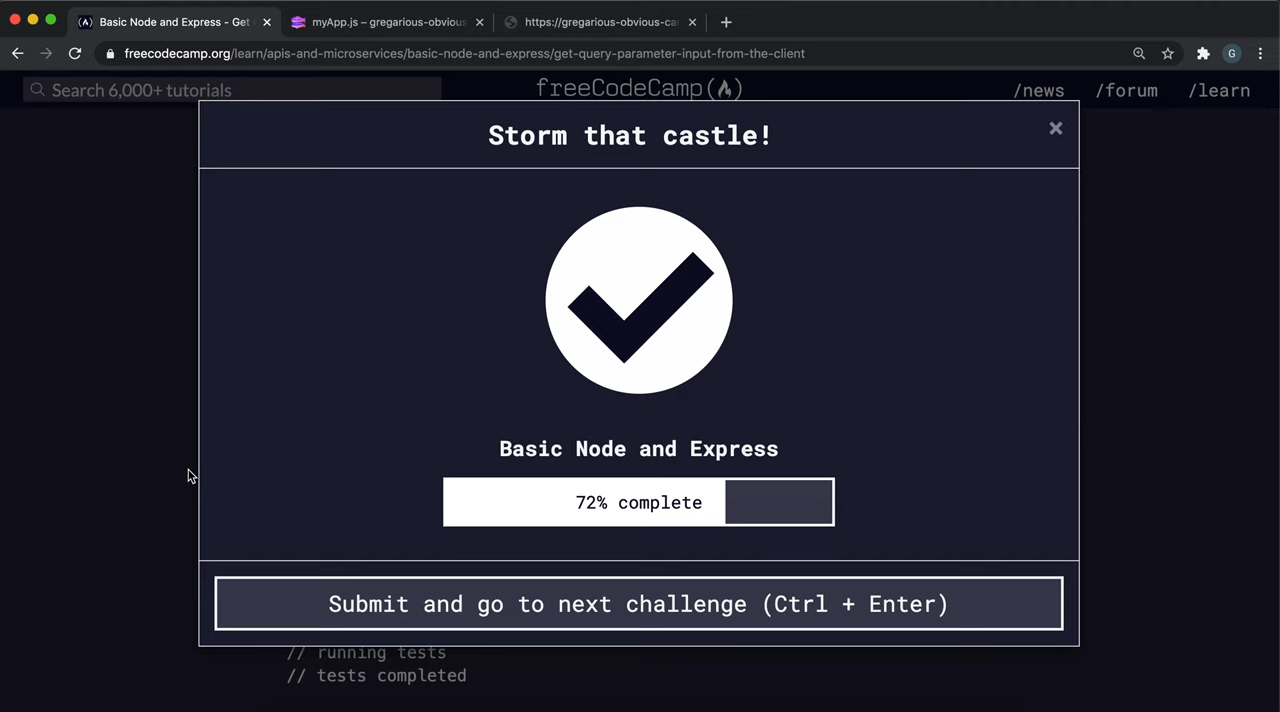 Basic Node and Express - Get
myApp.js – gregarious-obvious
https://gregarious-obvious-ca
freecodecamp.org/learn/apis-and-microservices/basic-node-and-express/get-query-parameter-input-from-the-client
G
Search 6,000+ tutorials
freeCodeCamp
/news
/forum
/learn
Storm that castle!
Basic Node and Express
72% complete
Submit and go to next challenge (Ctrl + Enter)
// running tests
// tests completed